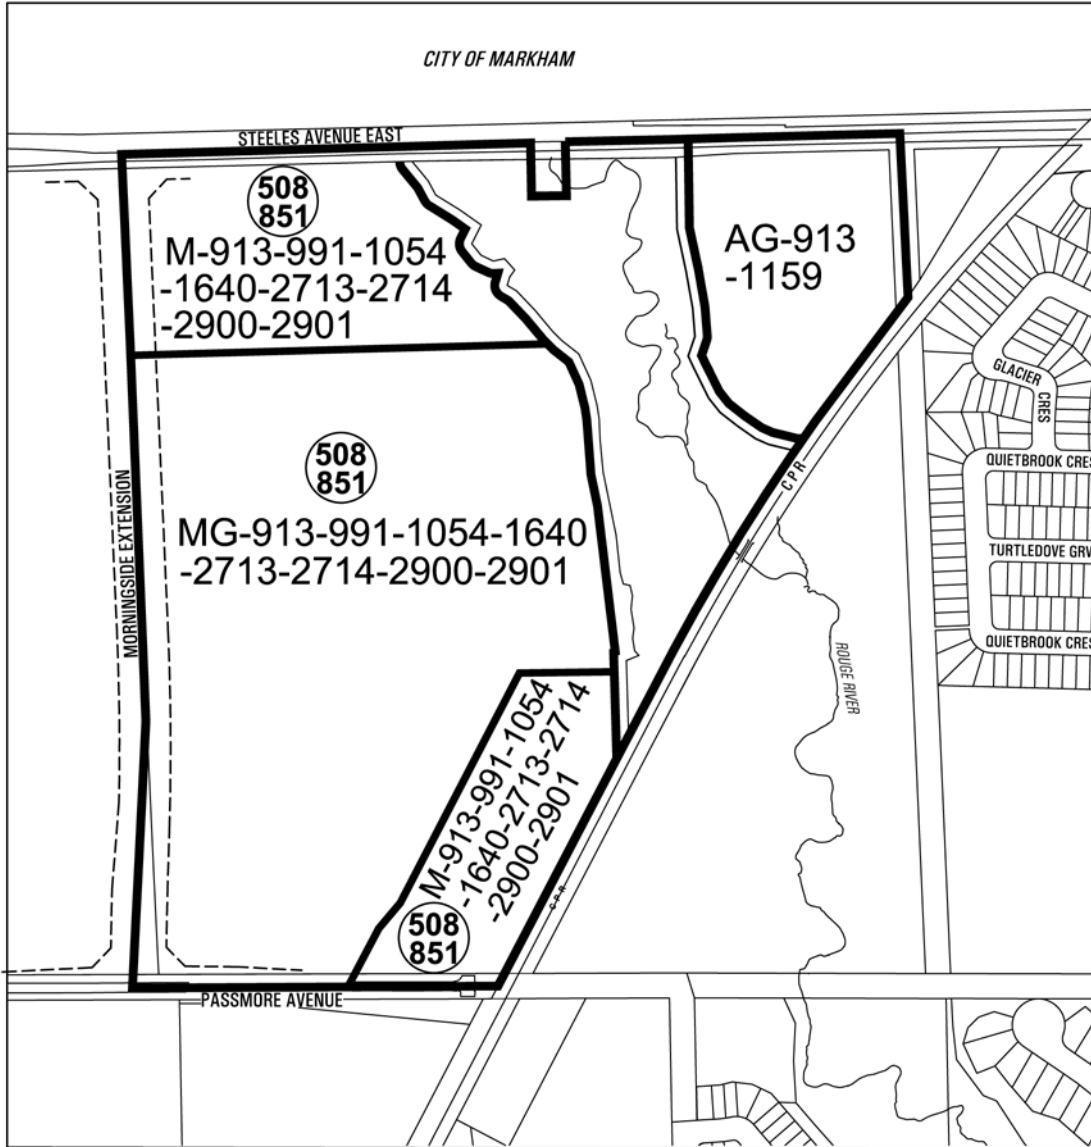 CITY OF MARKHAM
STEELES AVENUE EAST
508
851
M-913-991-1054
-1640-2713-2714
-2900-2901
AG-913
-1159
GLACIER
CRES
508
851
MG-913-991-1054-1640
-2713-2714-2900-2901
MORNINGSIDE EXTENSION
CPR
QUIETBROOK CRES
TURTLEDOVE GRV
QUIETBROOK CRES
ROUGE RIVER
M-913-991-1054
-1640-2713-2714
-2900-2901
508
851
CPR
PASSMORE AVENUE